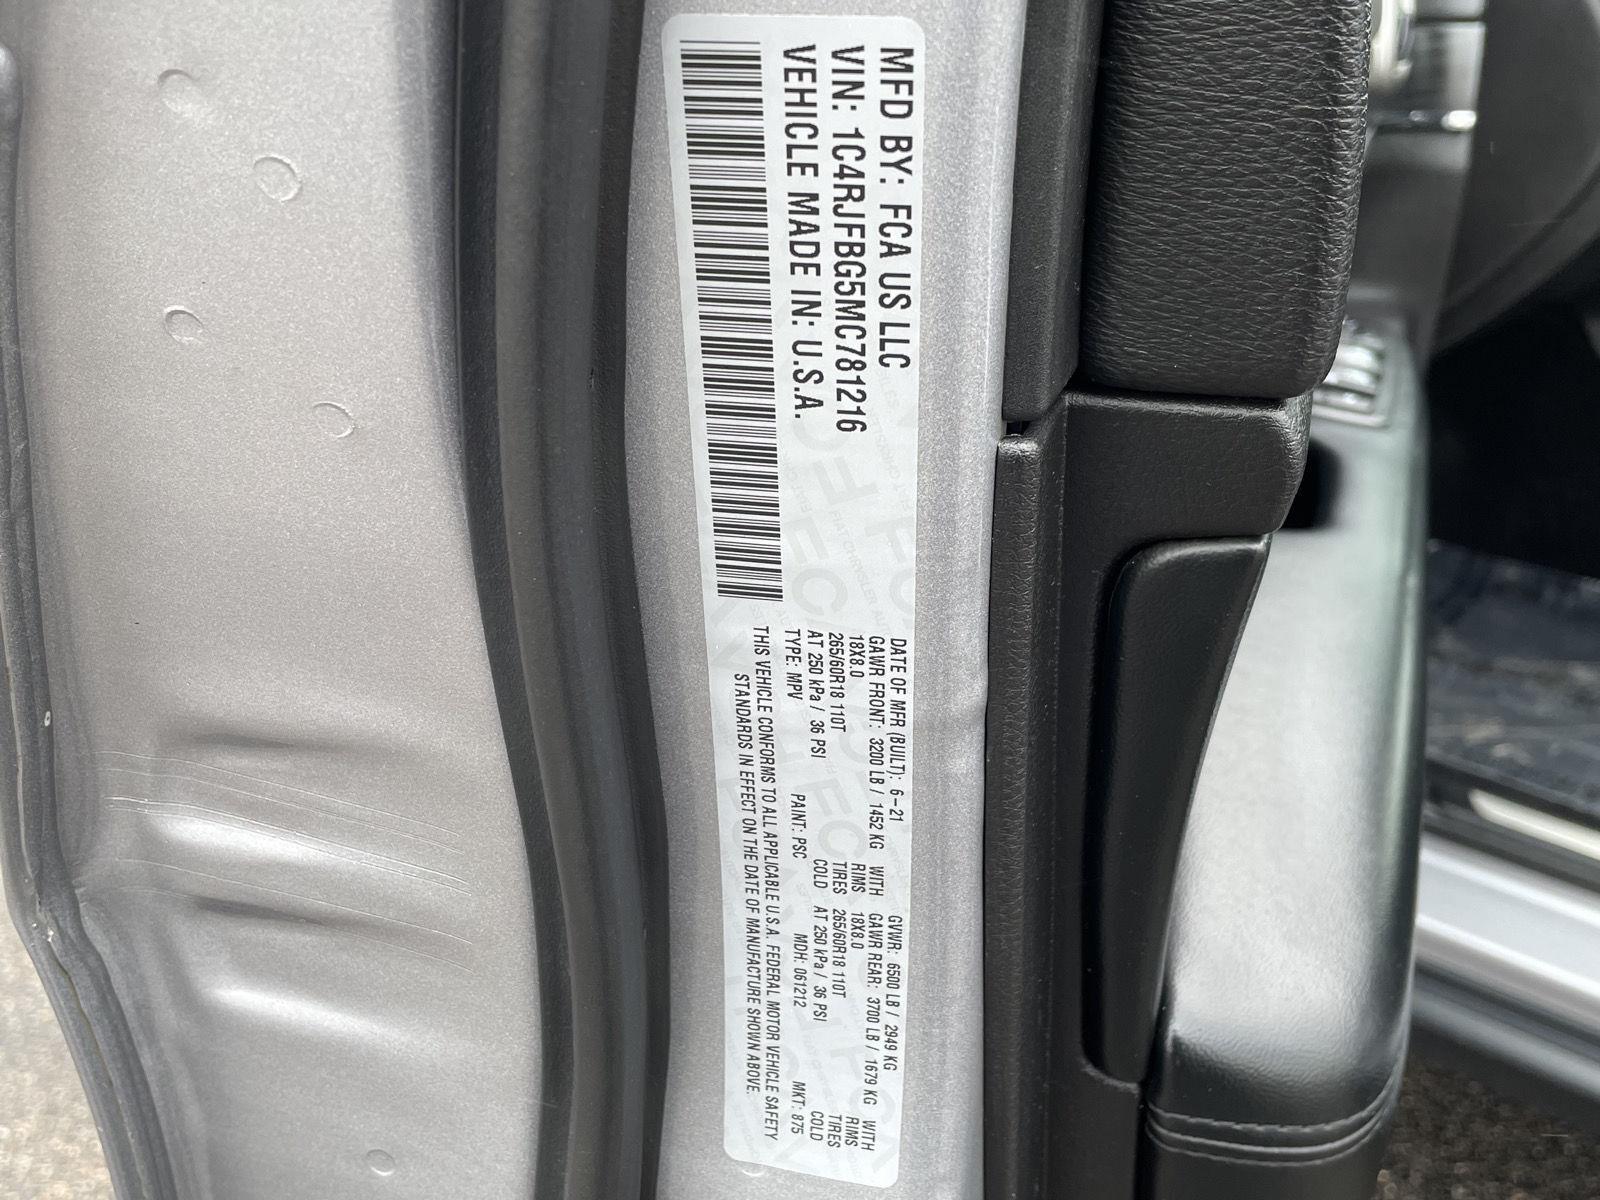 MFD BY: FCA US LLC
VIN: 1C4RJFBG5MC781216
VEHICLE MADE IN: U.S.A.
DATE OF MFR (BUILT): 6-21 GVWR: 6500 LB / 2949 KG
GAWR FRONT: 3200 LB / 1452 KG WITH GAWR REAR: 3700 LB / 1679 KG WITH
18X8.0 RIMS 18X8.0 RIMS
265/60R18 110T TIRES 265/60R18 110T TIRES
AT 250 kPa / 36 PSI COLD AT 250 kPa / 36 PSI COLD
TYPE: MPV PAINT: PSC MDH: 061212 MKT: 875
THIS VEHICLE CONFORMS TO ALL APPLICABLE U.S.A. FEDERAL MOTOR VEHICLE SAFETY
STANDARDS IN EFFECT ON THE DATE OF MANUFACTURE SHOWN ABOVE.